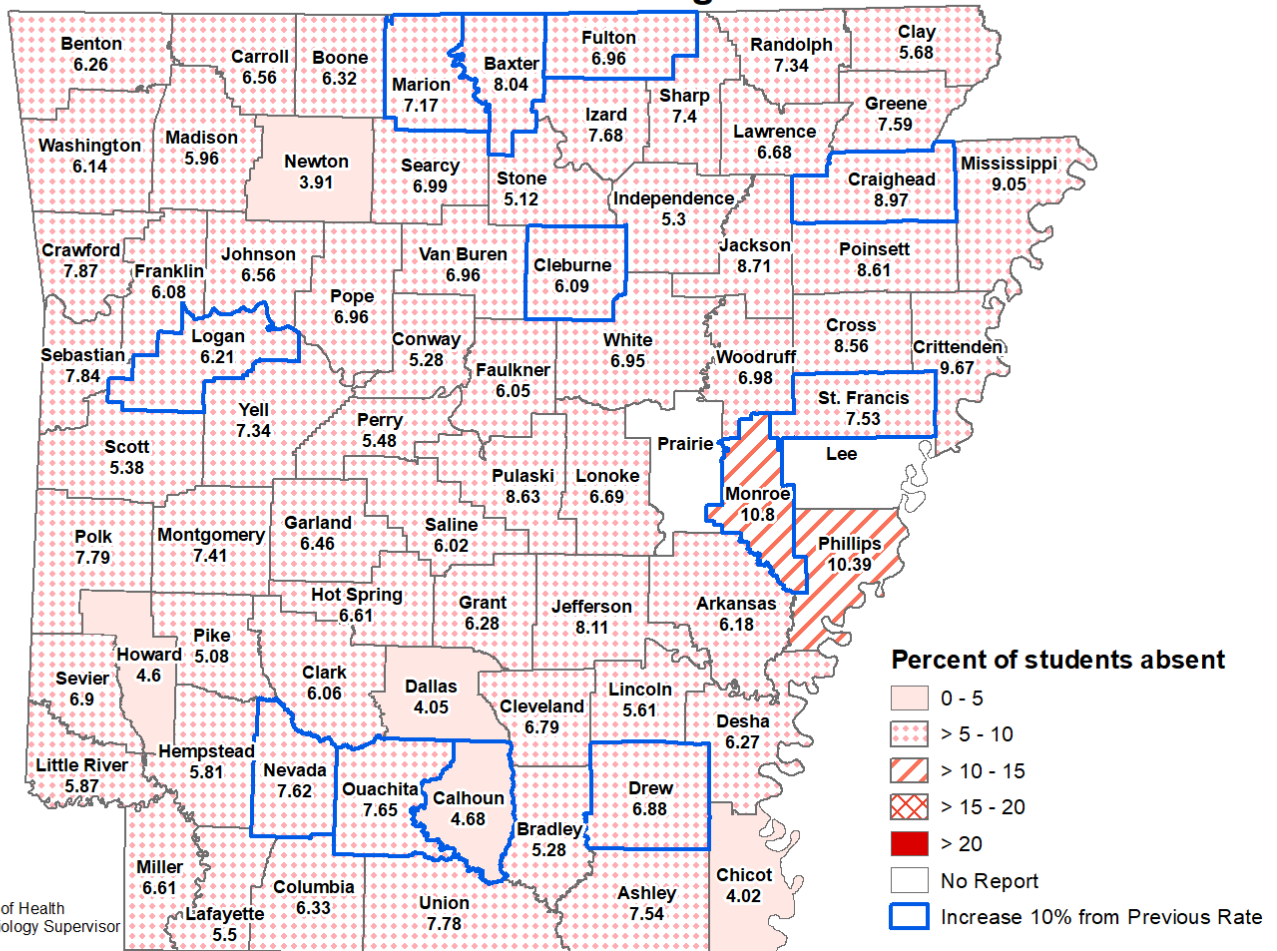 Benton
6.26
Carroll
6.56
Boone
6.32
Marion
7.17
Baxter
8.04
Fulton
6.96
Randolph
7.34
Clay
5.68
Izard
7.68
Sharp
7.4
Greene
7.59
Lawrence
6.68
Washington
6.14
Madison
5.96
Newton
3.91
Searcy
6.99
Stone
5.12
Independence
5.3
Craighead
8.97
Mississippi
9.05
Crawford
7.87
Franklin
6.08
Johnson
6.56
Van Buren
6.96
Cleburne
6.09
Jackson
8.71
Poinsett
8.61
Pope
6.96
Logan
6.21
Sebastian
7.84
Conway
5.28
Faulkner
6.05
White
6.95
Woodruff
6.98
Cross
8.56
Crittenden
9.67
St. Francis
7.53
Yell
7.34
Perry
5.48
Scott
5.38
Pulaski
8.63
Lonoke
6.69
Prairie
Lee
Monroe
10.8
Phillips
10.39
Polk
7.79
Montgomery
7.41
Garland
6.46
Saline
6.02
Hot Spring
6.61
Grant
6.28
Jefferson
8.11
Arkansas
6.18
Howard
4.6
Pike
5.08
Sevier
6.9
Clark
6.06
Dallas
4.05
Cleveland
6.79
Lincoln
5.61
Desha
6.27
Little River
5.87
Hempstead
5.81
Nevada
7.62
Ouachita
7.65
Calhoun
4.68
Bradley
5.28
Drew
6.88
Chicot
4.02
Miller
6.61
Lafayette
5.5
Columbia
6.33
Union
7.78
Ashley
7.54
of Health
ology Supervisor
Percent of students absent
0 - 5
> 5 - 10
> 10 - 15
> 15 - 20
> 20
No Report
Increase 10% from Previous Rate